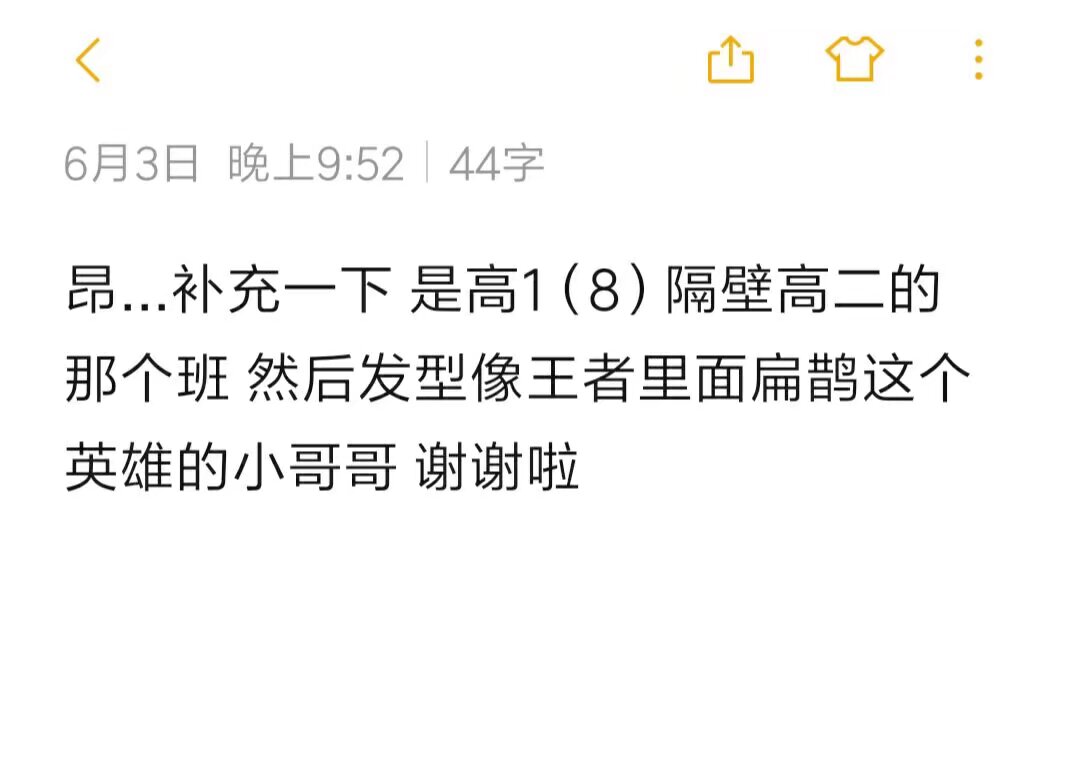 6月3日 晚上9:52 | 44字
昂...补充一下 是高1（8）隔壁高二的
那个班 然后发型像王者里面扁鹊这个
英雄的小哥哥 谢谢啦